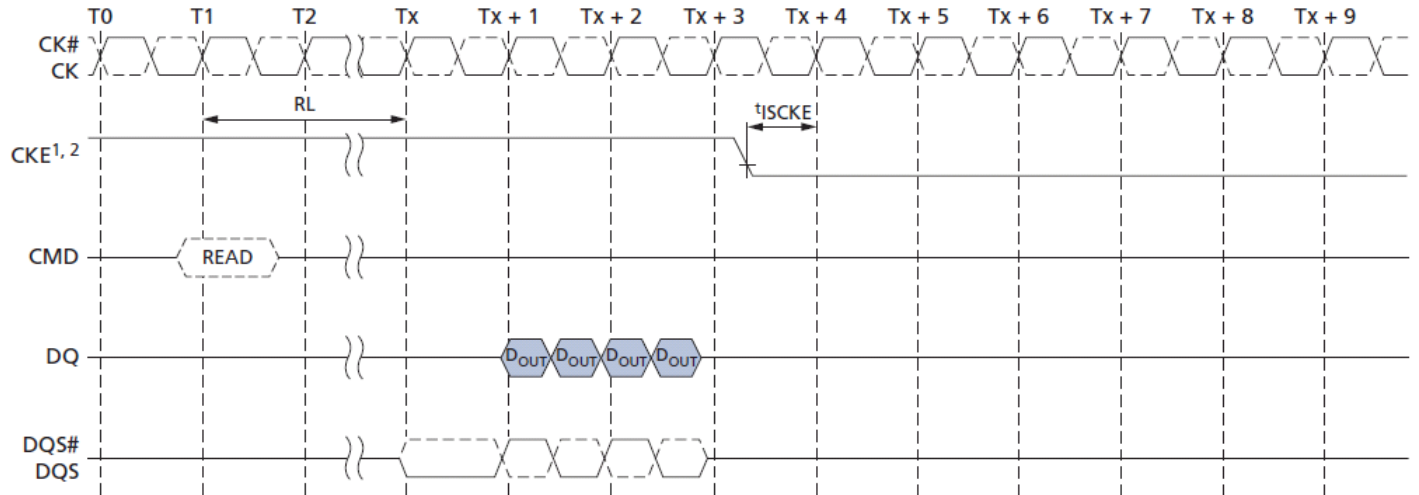 T0 T1 T2 Tx Tx + 1 Tx + 2 Tx + 3 Tx + 4 Tx + 5 Tx + 6 Tx + 7 Tx + 8 Tx + 9
CK#
CK
RL
tISCKE
CKE1, 2
CMD READ
DQ DOUT DOUT DOUT DOUT
DQS#
DQS